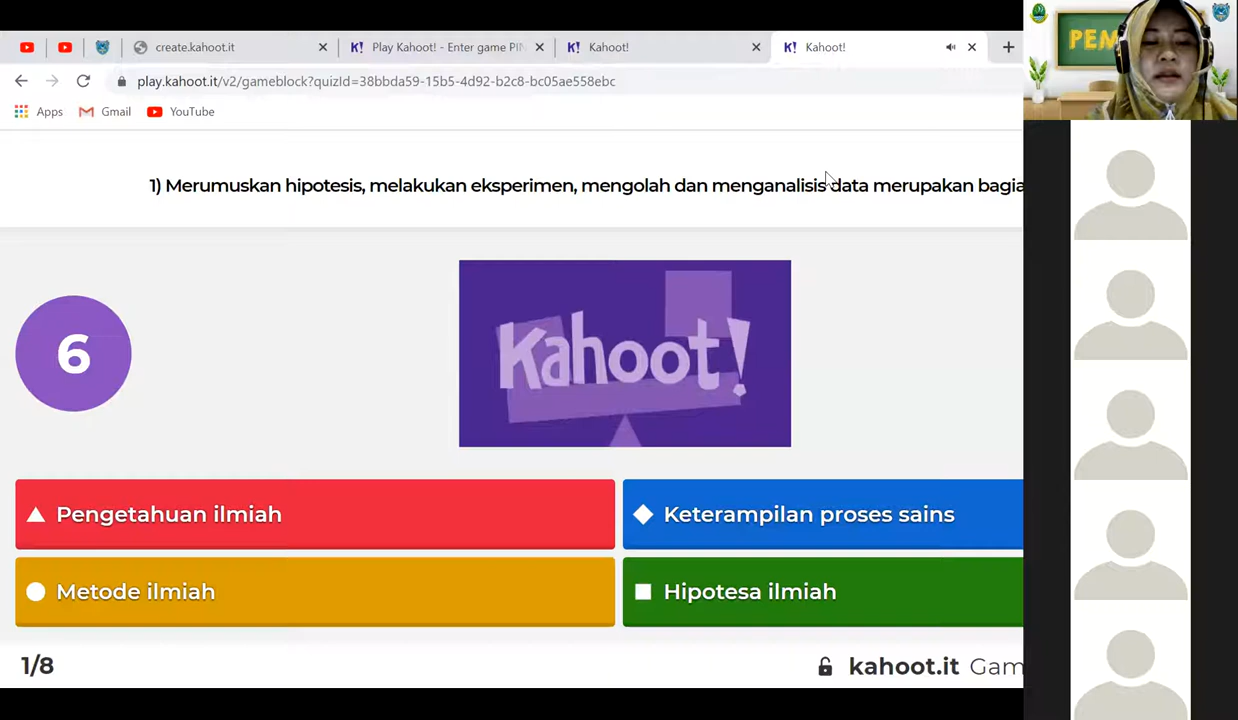 create.kahoot.it
Play Kahoot! - Enter game PIN
Kahoot!
Kahoot!
play.kahoot.it/v2/gameblock?quizId=38bbda59-15b5-4d92-b2c8-bc05ae558ebc
Apps
Gmail
YouTube
PEM
1) Merumuskan hipotesis, melakukan eksperimen, mengolah dan menganalisis data merupakan bagia
6
Kahoot!
Pengetahuan ilmiah
Keterampilan proses sains
Metode ilmiah
Hipotesa ilmiah
1/8
kahoot.it Gam